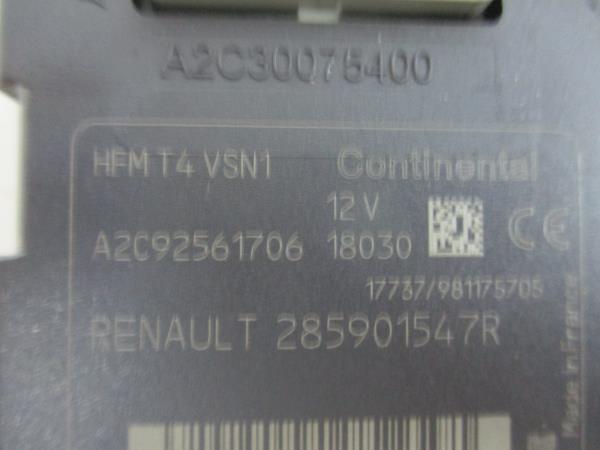 A2C30075400
HFM T4 VSN1 Continental
12 V
A2C92561706 18030
17737/981175705
RENAULT 285901547R
Made in France